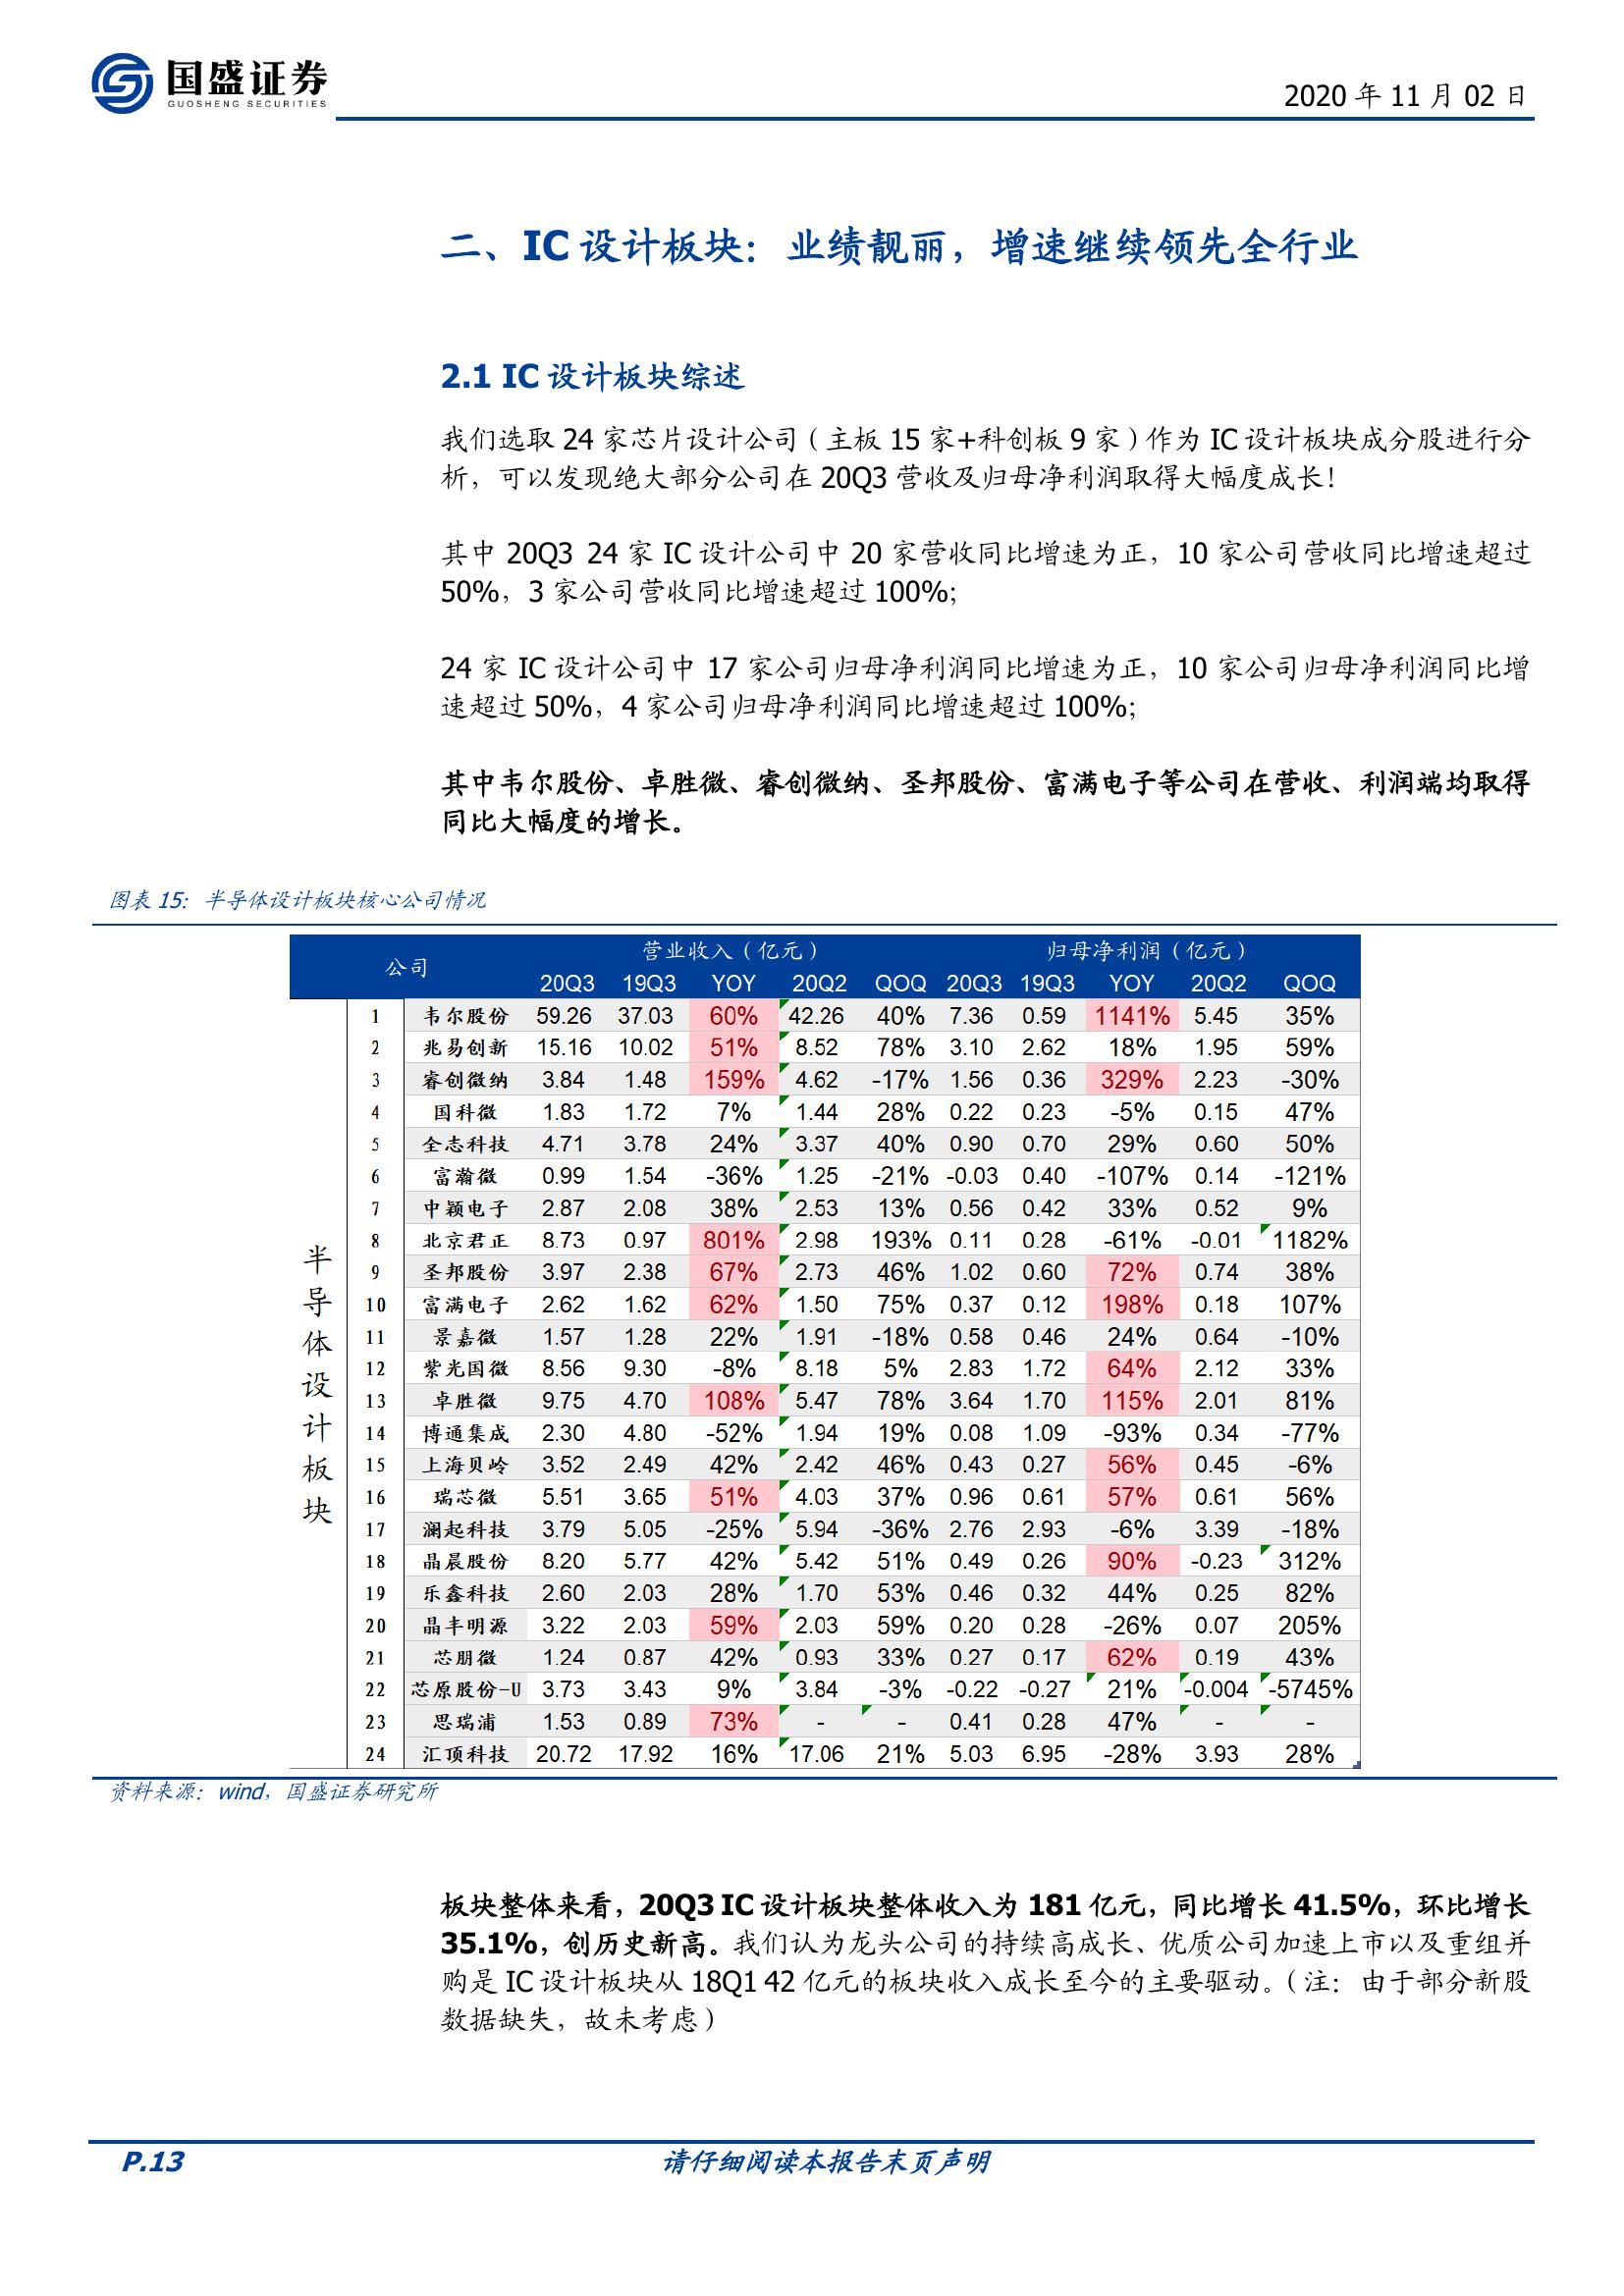 国盛证券
GUOSHENG SECURITIES
2020 年 11 月 02 日
二、IC 设计板块：业绩靓丽，增速继续领先全行业
2.1 IC 设计板块综述
我们选取 24 家芯片设计公司（主板 15 家+科创板 9 家）作为 IC 设计板块成分股进行分
析，可以发现绝大部分公司在 20Q3 营收及归母净利润取得大幅度成长！
其中 20Q3 24 家 IC 设计公司中 20 家营收同比增速为正，10 家公司营收同比增速超过
50%，3 家公司营收同比增速超过 100%；
24 家 IC 设计公司中 17 家公司归母净利润同比增速为正，10 家公司归母净利润同比增
速超过 50%，4 家公司归母净利润同比增速超过 100%；
其中韦尔股份、卓胜微、睿创微纳、圣邦股份、富满电子等公司在营收、利润端均取得
同比大幅度的增长。
图表 15：半导体设计板块核心公司情况
公司 营业收入（亿元） 归母净利润（亿元）
20Q3 19Q3 YOY 20Q2 QOQ 20Q3 19Q3 YOY 20Q2 QOQ
半导体设计板块
1 韦尔股份 59.26 37.03 60% 42.26 40% 7.36 0.59 1141% 5.45 35%
2 兆易创新 15.16 10.02 51% 8.52 78% 3.10 2.62 18% 1.95 59%
3 睿创微纳 3.84 1.48 159% 4.62 -17% 1.56 0.36 329% 2.23 -30%
4 国科微 1.83 1.72 7% 1.44 28% 0.22 0.23 -5% 0.15 47%
5 全志科技 4.71 3.78 24% 3.37 40% 0.90 0.70 29% 0.60 50%
6 富瀚微 0.99 1.54 -36% 1.25 -21% -0.03 0.40 -107% 0.14 -121%
7 中颖电子 2.87 2.08 38% 2.53 13% 0.56 0.42 33% 0.52 9%
8 北京君正 8.73 0.97 801% 2.98 193% 0.11 0.28 -61% -0.01 1182%
9 圣邦股份 3.97 2.38 67% 2.73 46% 1.02 0.60 72% 0.74 38%
10 富满电子 2.62 1.62 62% 1.50 75% 0.37 0.12 198% 0.18 107%
11 景嘉微 1.57 1.28 22% 1.91 -18% 0.58 0.46 24% 0.64 -10%
12 紫光国微 8.56 9.30 -8% 8.18 5% 2.83 1.72 64% 2.12 33%
13 卓胜微 9.75 4.70 108% 5.47 78% 3.64 1.70 115% 2.01 81%
14 博通集成 2.30 4.80 -52% 1.94 19% 0.08 1.09 -93% 0.34 -77%
15 上海贝岭 3.52 2.49 42% 2.42 46% 0.43 0.27 56% 0.45 -6%
16 瑞芯微 5.51 3.65 51% 4.03 37% 0.96 0.61 57% 0.61 56%
17 澜起科技 3.79 5.05 -25% 5.94 -36% 2.76 2.93 -6% 3.39 -18%
18 晶晨股份 8.20 5.77 42% 5.42 51% 0.49 0.26 90% -0.23 312%
19 乐鑫科技 2.60 2.03 28% 1.70 53% 0.46 0.32 44% 0.25 82%
20 晶丰明源 3.22 2.03 59% 2.03 59% 0.20 0.28 -26% 0.07 205%
21 芯朋微 1.24 0.87 42% 0.93 33% 0.27 0.17 62% 0.19 43%
22 芯原股份-U 3.73 3.43 9% 3.84 -3% -0.22 -0.27 21% -0.004 -5745%
23 思瑞浦 1.53 0.89 73% - - 0.41 0.28 47% - -
24 汇顶科技 20.72 17.92 16% 17.06 21% 5.03 6.95 -28% 3.93 28%
资料来源：wind，国盛证券研究所
板块整体来看，20Q3 IC 设计板块整体收入为 181 亿元，同比增长 41.5%，环比增长
35.1%，创历史新高。我们认为龙头公司的持续高成长、优质公司加速上市以及重组并
购是 IC 设计板块从 18Q1 42 亿元的板块收入成长至今的主要驱动。（注：由于部分新股
数据缺失，故未考虑）
P.13
请仔细阅读本报告末页声明